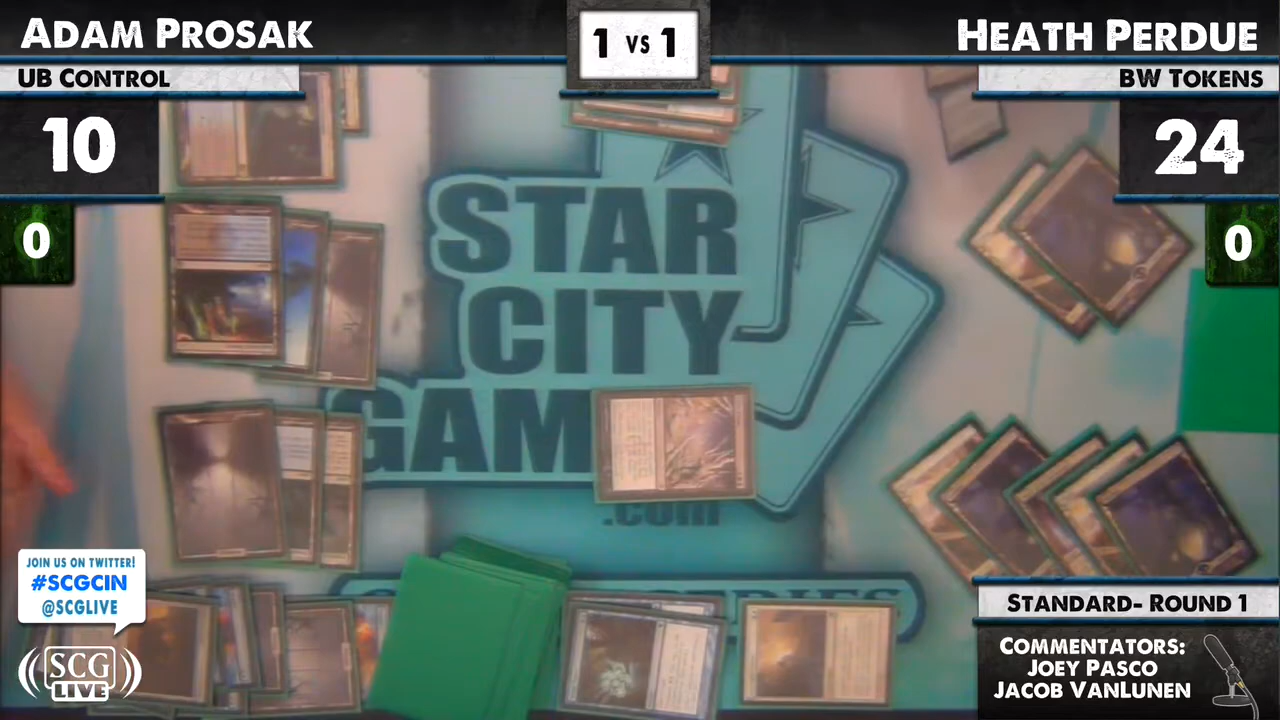 ADAM PROSAK
1 VS 1
HEATH PERDUE
UB CONTROL
BW TOKENS
10
24
0
0
STAR
CITY
GAM
.com
JOIN US ON TWITTER!
#SCGCIN
@SCGLIVE
SCG
LIVE
STANDARD- ROUND 1
COMMENTATORS:
JOEY PASCO
JACOB VANLUNEN